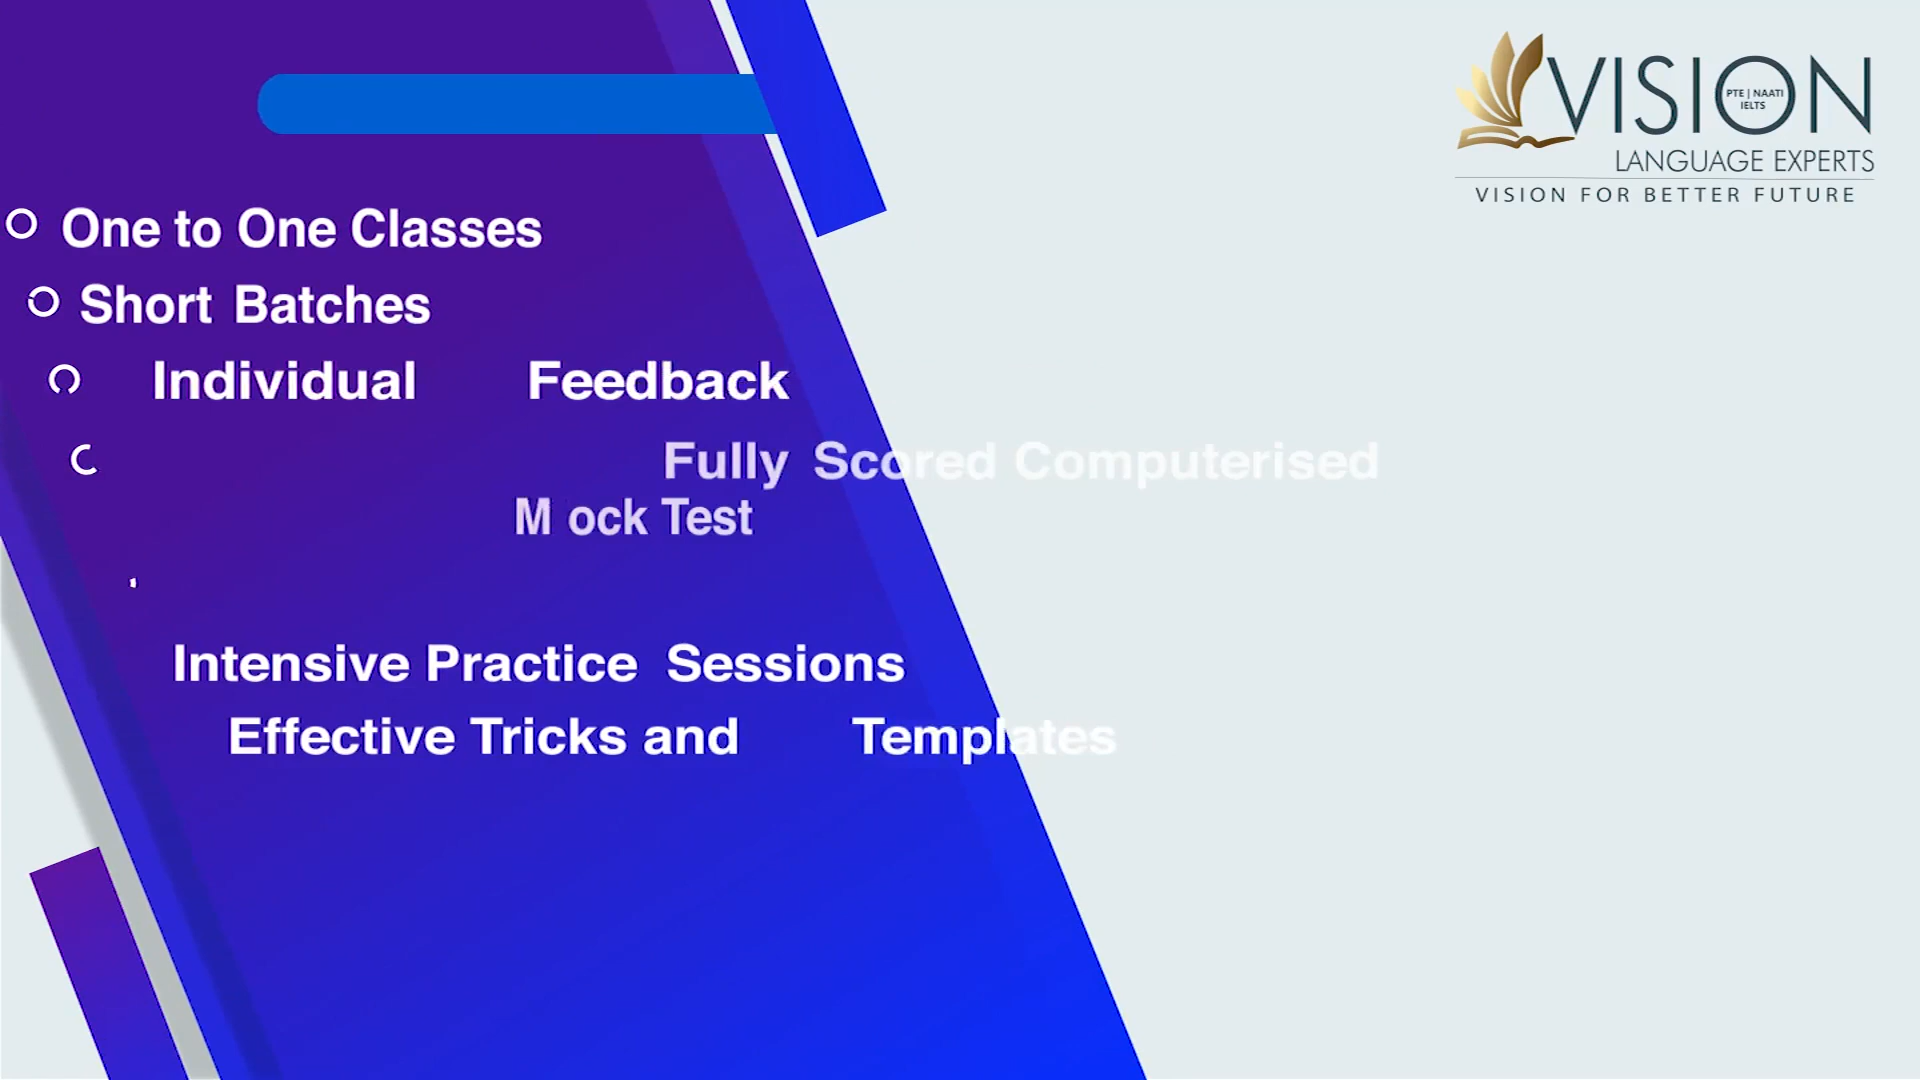 VISION
PTE | NAATI
IELTS
LANGUAGE EXPERTS
VISION FOR BETTER FUTURE
One to One Classes
Short Batches
Individual Feedback
Fully Scored Computerised
M ock Test
Intensive Practice Sessions
Effective Tricks and Templates